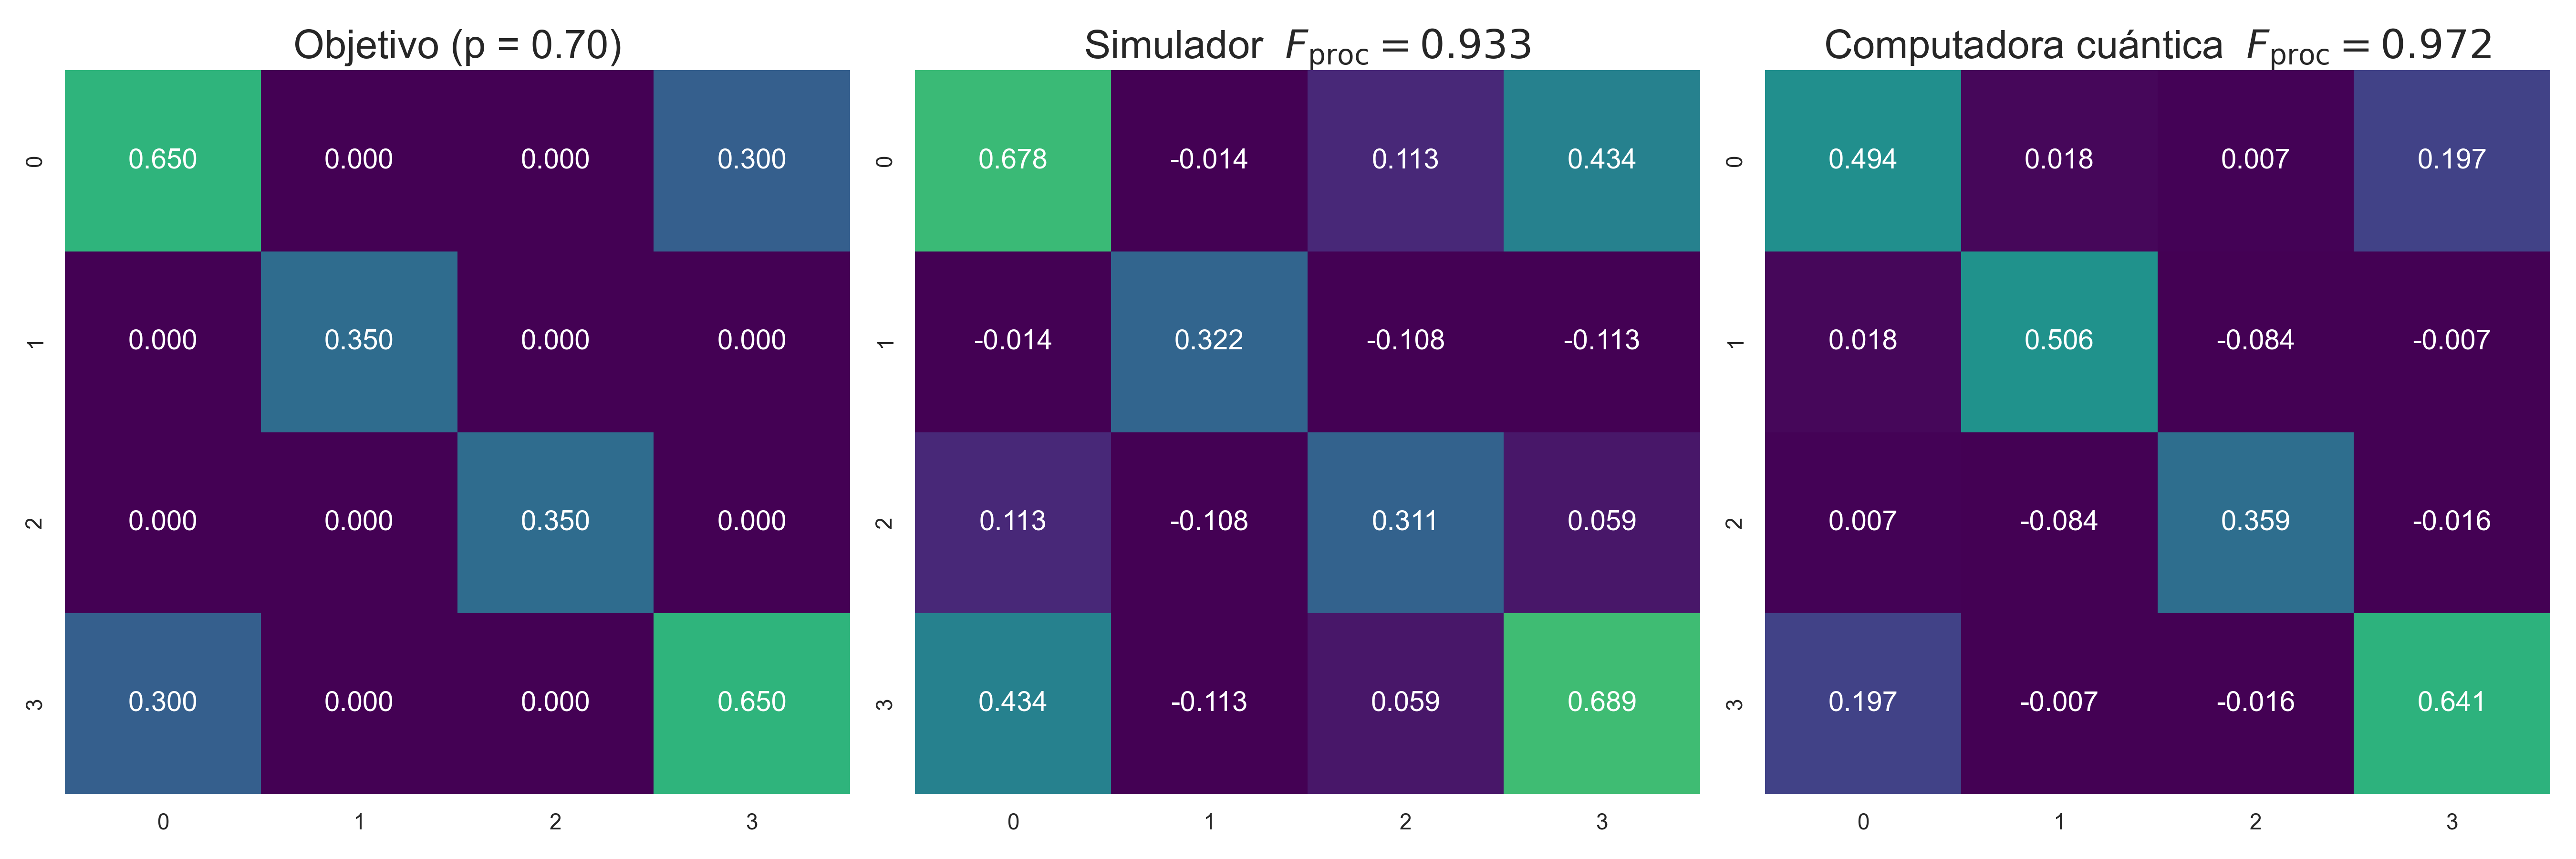 Objetivo (p = 0.70)
0.650 0.000 0.000 0.300
0.000 0.350 0.000 0.000
0.000 0.000 0.350 0.000
0.300 0.000 0.000 0.650
0
1
2
3
0 1 2 3
Simulador F_proc = 0.933
0.678 -0.014 0.113 0.434
-0.014 0.322 -0.108 -0.113
0.113 -0.108 0.311 0.059
0.434 -0.113 0.059 0.689
0
1
2
3
0 1 2 3
Computadora cuántica F_proc = 0.972
0.494 0.018 0.007 0.197
0.018 0.506 -0.084 -0.007
0.007 -0.084 0.359 -0.016
0.197 -0.007 -0.016 0.641
0
1
2
3
0 1 2 3